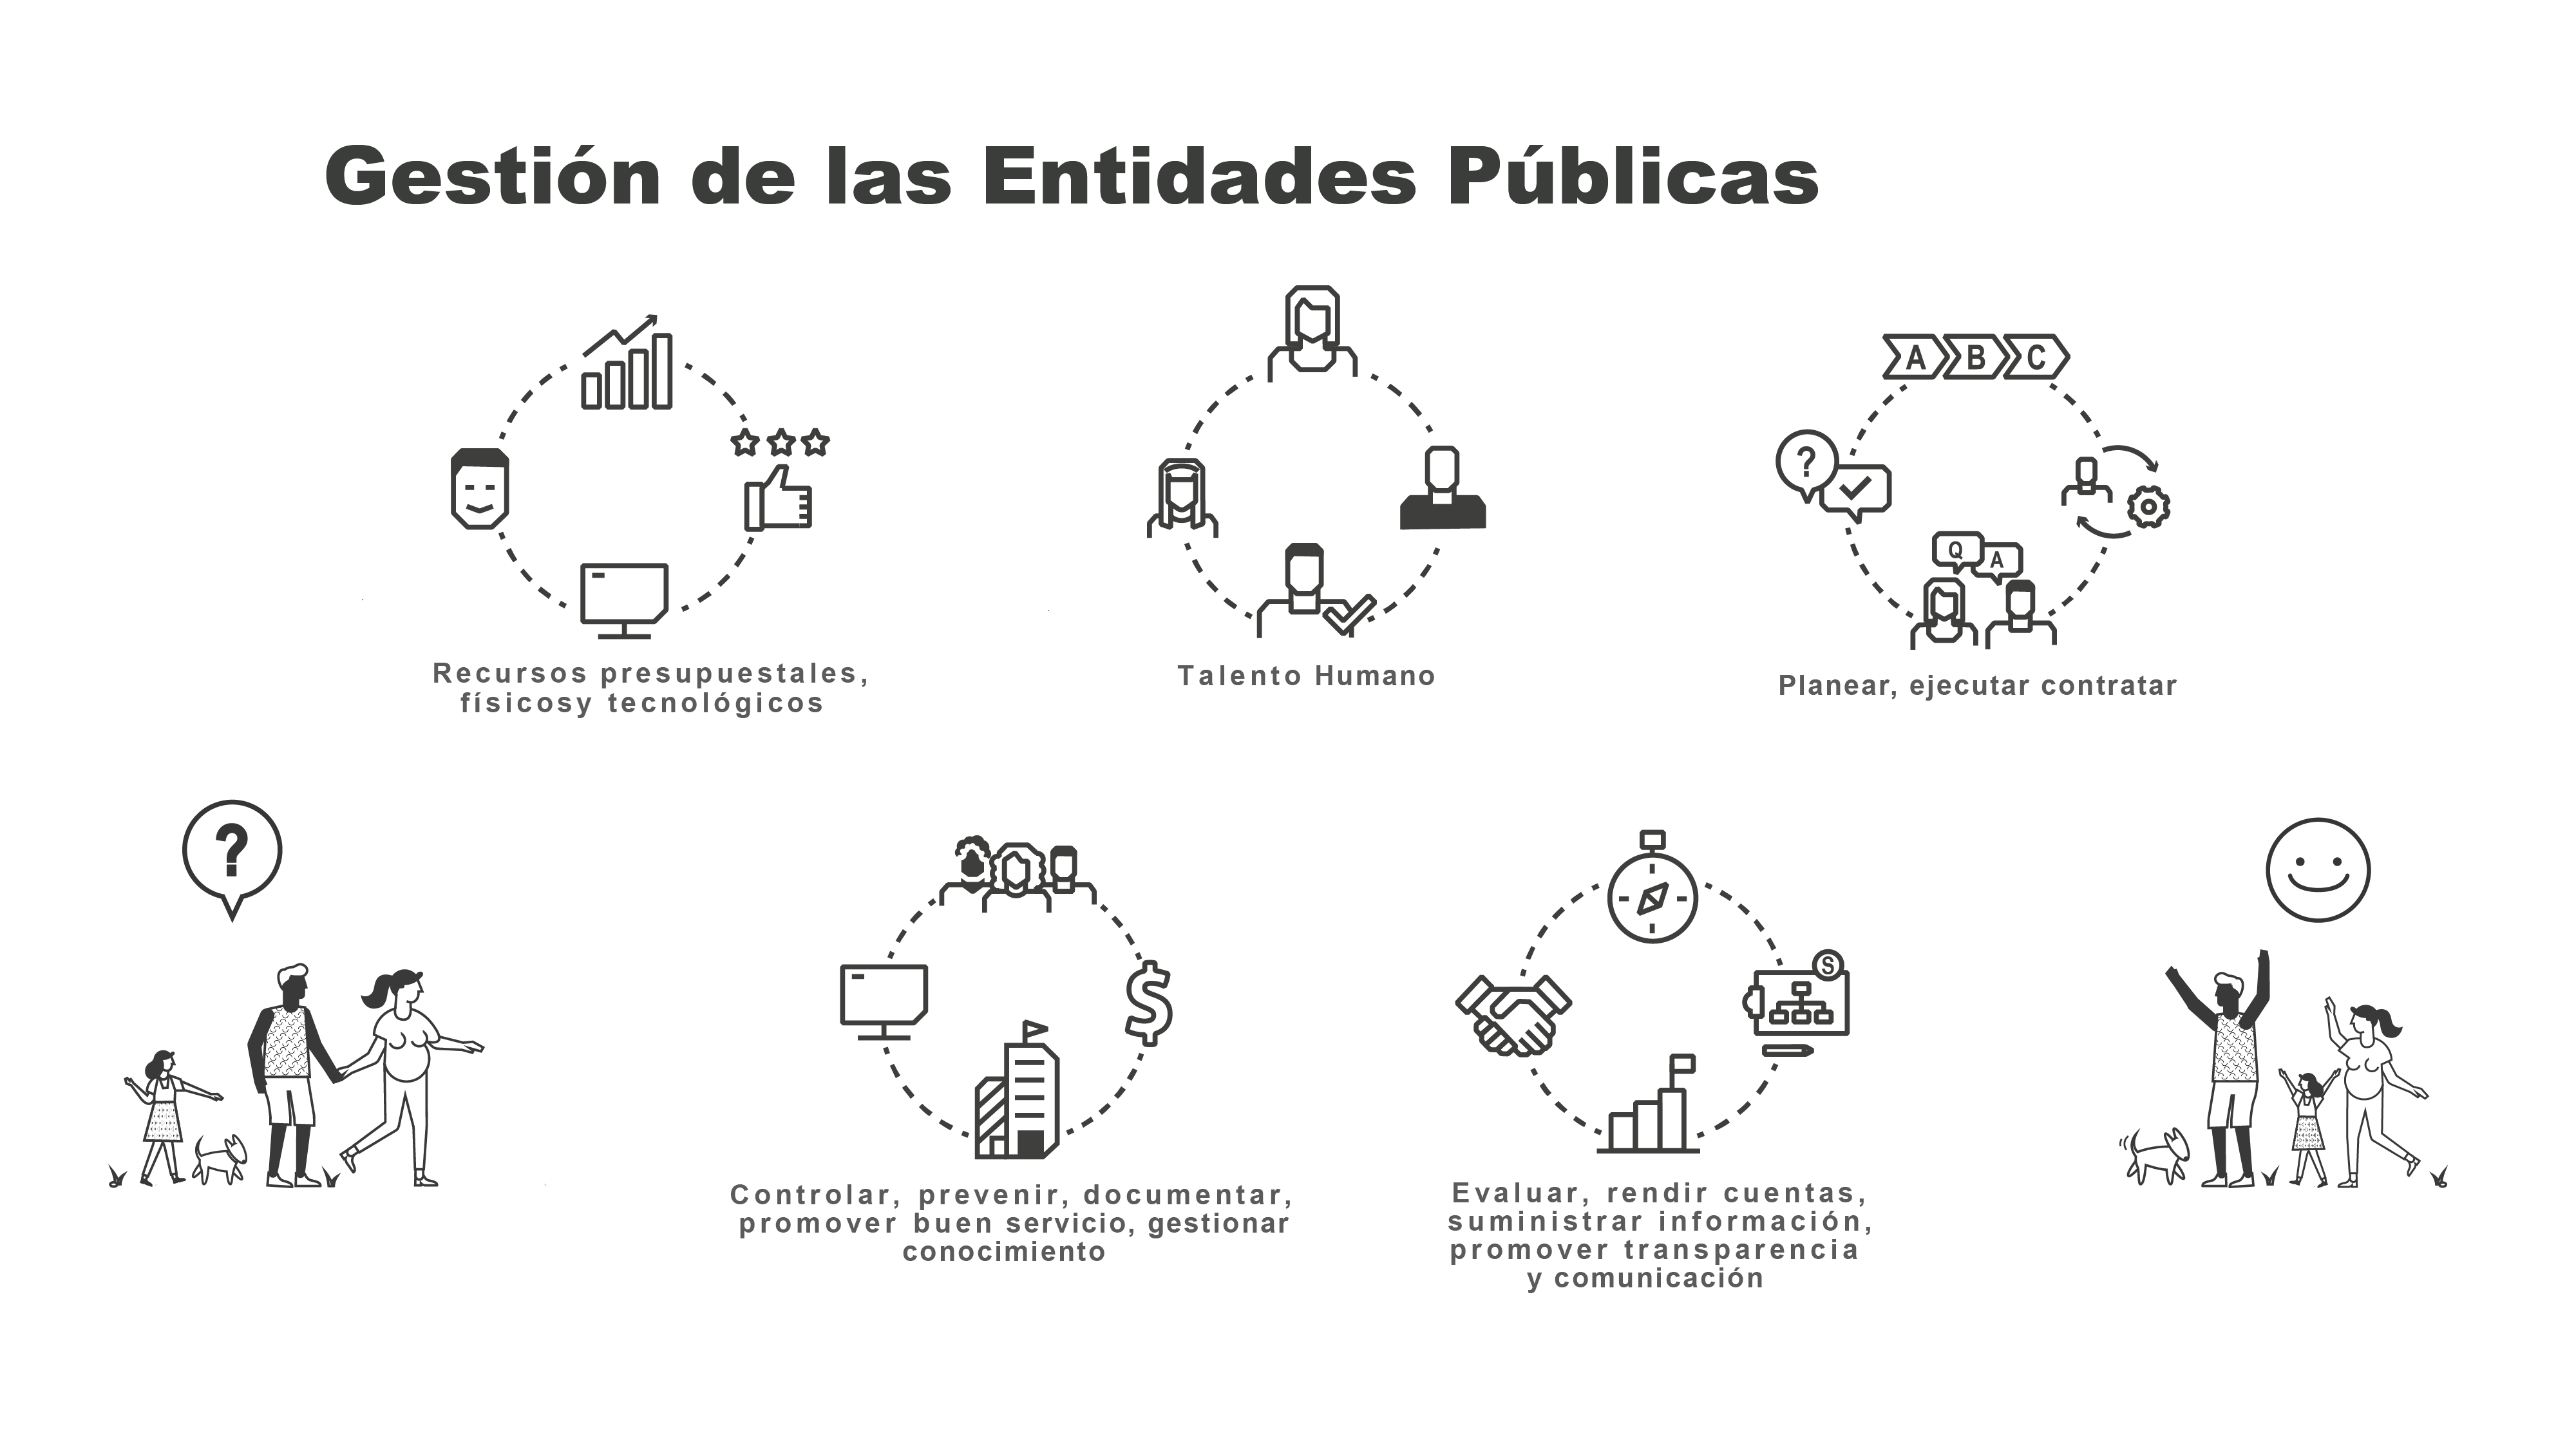 Gestión de las Entidades Públicas
A B C
?
Q A
Recursos presupuestales,
físicosy tecnológicos
Talento Humano
Planear, ejecutar contratar
?
$
S
Controlar, prevenir, documentar,
promover buen servicio, gestionar
conocimiento
Evaluar, rendir cuentas,
suministrar información,
promover transparencia
y comunicación